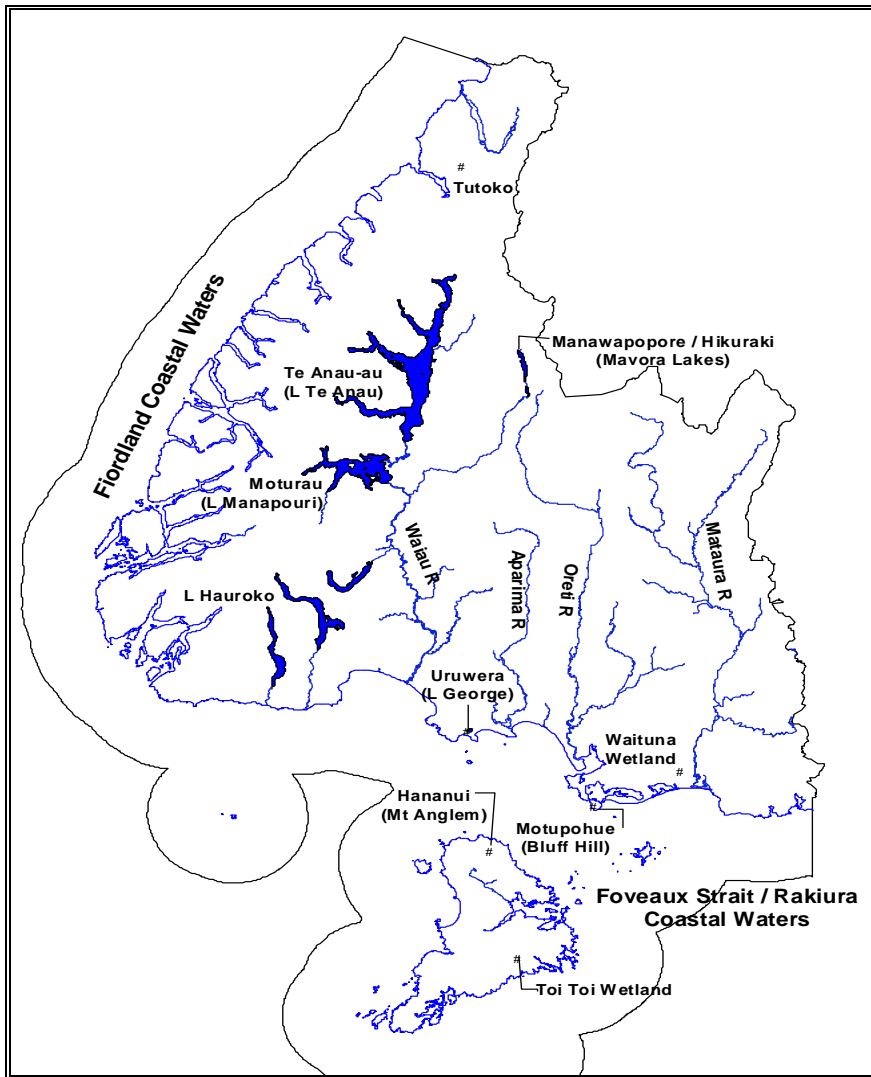 Tutoko
Fiordland Coastal Waters
Manawapopore / Hikuraki
(Mavora Lakes)
Te Anau-au
(L Te Anau)
Moturau
(L Manapouri)
Waiau R
Aparima R
Oreti R
Mataura R
L Hauroko
Uruwera
(L George)
Waituna
Wetland
Hananui
(Mt Anglem)
Motupohue
(Bluff Hill)
Foveaux Strait / Rakiura
Coastal Waters
Toi Toi Wetland